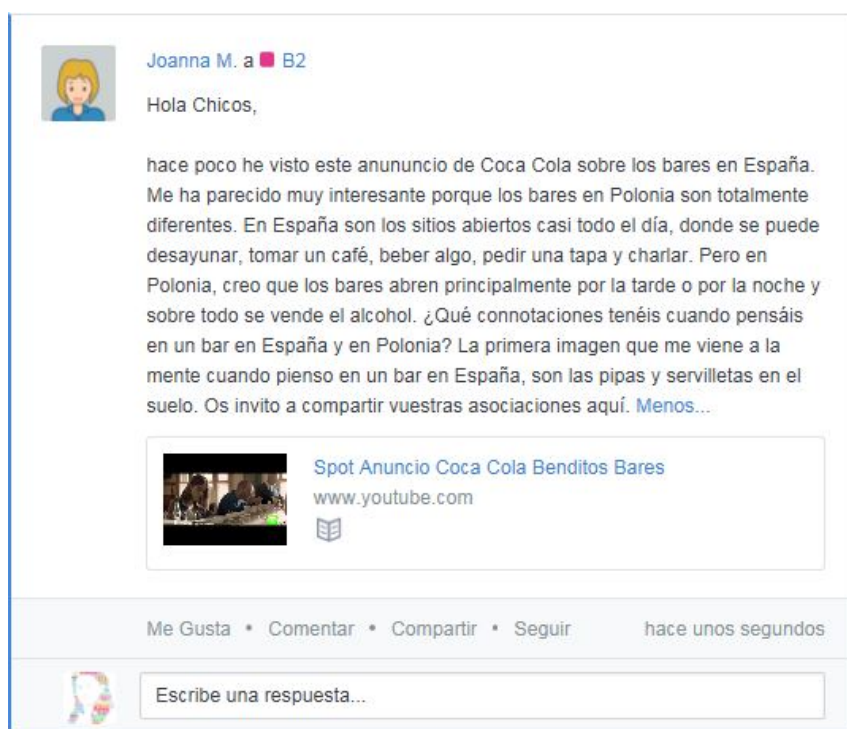 Joanna M. a B2
Hola Chicos,
hace poco he visto este anununcio de Coca Cola sobre los bares en España.
Me ha parecido muy interesante porque los bares en Polonia son totalmente
diferentes. En España son los sitios abiertos casi todo el día, donde se puede
desayunar, tomar un café, beber algo, pedir una tapa y charlar. Pero en
Polonia, creo que los bares abren principalmente por la tarde o por la noche y
sobre todo se vende el alcohol. ¿Qué connotaciones tenéis cuando pensáis
en un bar en España y en Polonia? La primera imagen que me viene a la
mente cuando pienso en un bar en España, son las pipas y servilletas en el
suelo. Os invito a compartir vuestras asociaciones aquí. Menos...
Spot Anuncio Coca Cola Benditos Bares
www.youtube.com
Me Gusta • Comentar • Compartir • Seguir hace unos segundos
Escribe una respuesta...